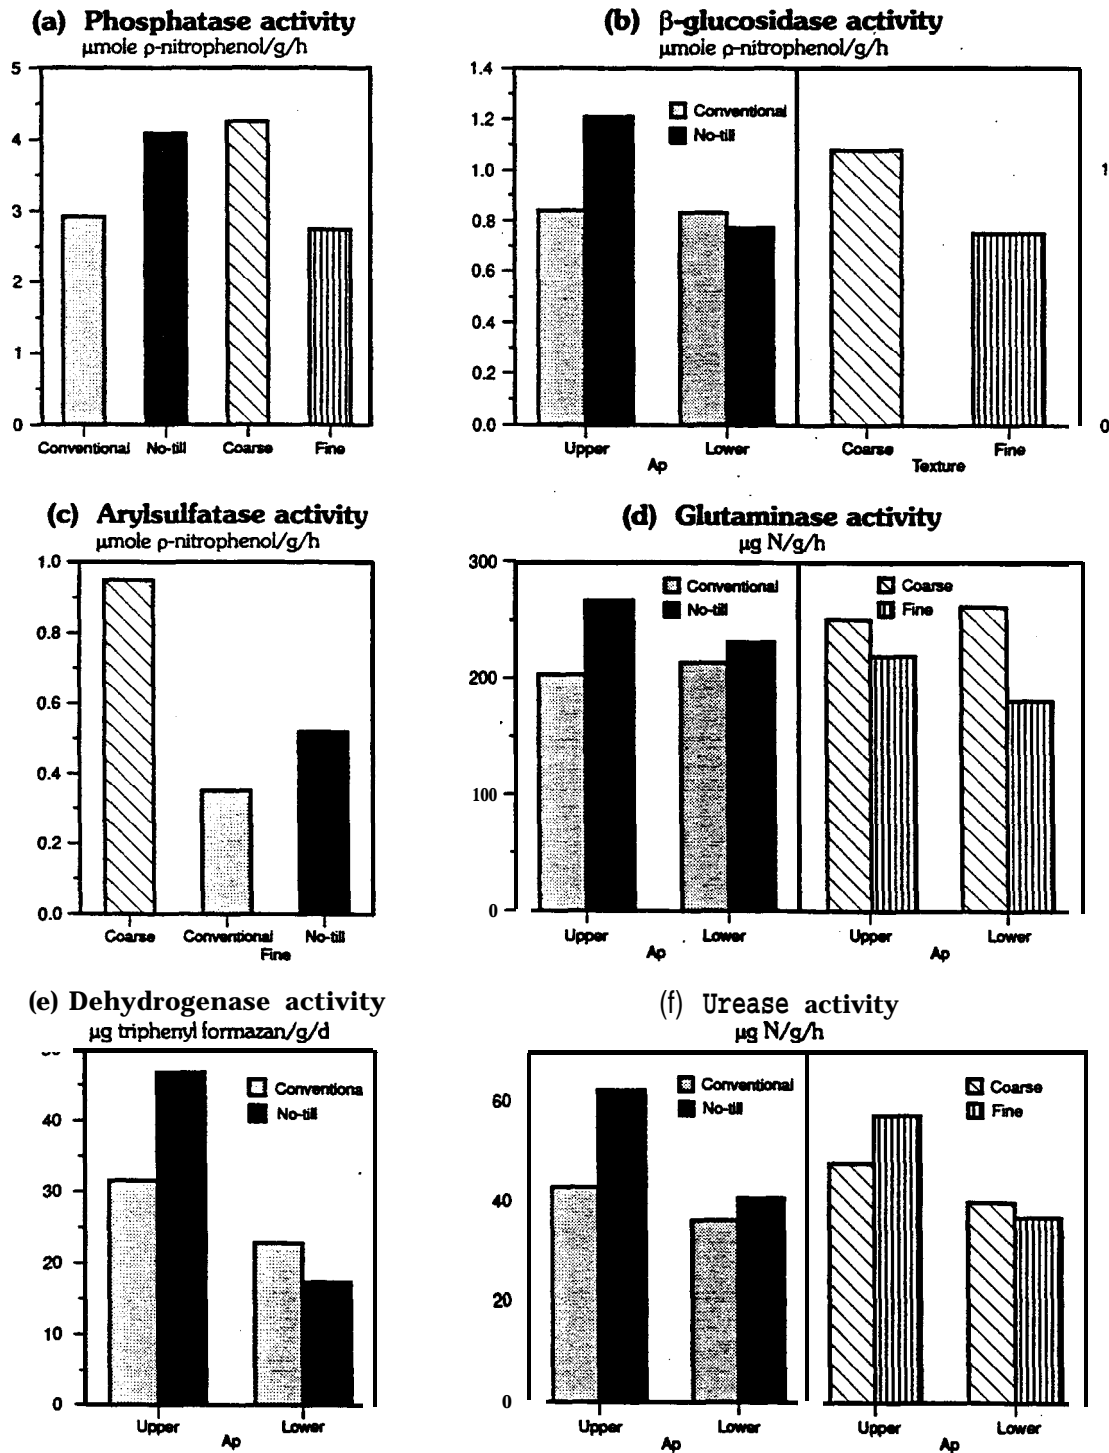 (a) Phosphatase activity
μmole ρ-nitrophenol/g/h
5
4
3
2
1
0
Conventional No-till Coarse Fine
(b) β-glucosidase activity
μmole ρ-nitrophenol/g/h
1.4
1.2
1.0
0.8
0.6
0.4
0.2
0.0
Conventional
No-till
Upper Lower
Ap
Coarse Fine
Texture
1
0
(c) Arylsulfatase activity
μmole ρ-nitrophenol/g/h
1.0
0.8
0.6
0.4
0.2
0.0
Coarse Conventional No-till
Fine
(d) Glutaminase activity
μg N/g/h
300
200
100
0
Conventional
No-till
Coarse
Fine
Upper Lower
Ap
Upper Lower
Ap
(e) Dehydrogenase activity
μg triphenyl formazan/g/d
40
30
20
10
0
Conventiona
No-till
Upper Lower
Ap
(f) Urease activity
μg N/g/h
60
40
20
0
Conventional
No-till
Coarse
Fine
Upper Lower
Ap
Upper Lower
Ap